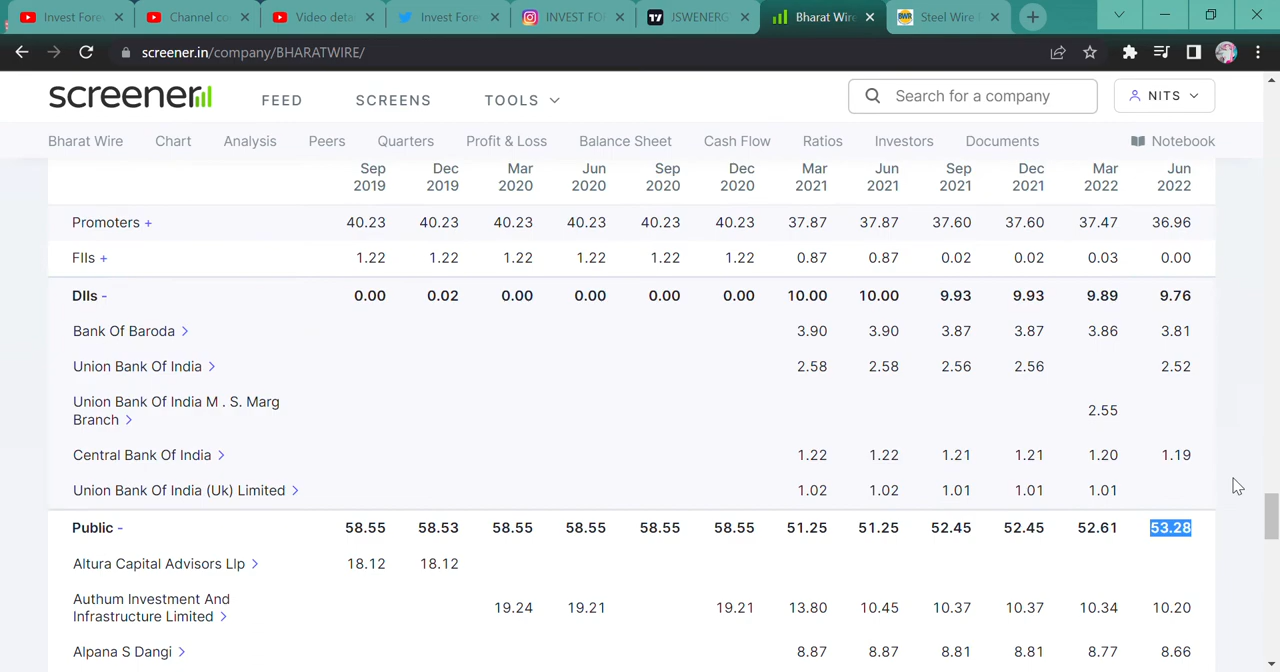 Invest Fore
Channel co
Video deta
Invest Fore
INVEST FO
JSWENERG
Bharat Wire
Steel Wire
screener.in/company/BHARATWIRE/
screener
FEED
SCREENS
TOOLS
Search for a company
NITS
Bharat Wire Chart Analysis Peers Quarters Profit & Loss Balance Sheet Cash Flow Ratios Investors Documents Notebook
Sep Dec Mar Jun Sep Dec Mar Jun Sep Dec Mar Jun
2019 2019 2020 2020 2020 2020 2021 2021 2021 2021 2022 2022
Promoters + 40.23 40.23 40.23 40.23 40.23 40.23 37.87 37.87 37.60 37.60 37.47 36.96
FIIs + 1.22 1.22 1.22 1.22 1.22 1.22 0.87 0.87 0.02 0.02 0.03 0.00
DIIs - 0.00 0.02 0.00 0.00 0.00 0.00 10.00 10.00 9.93 9.93 9.89 9.76
Bank Of Baroda 3.90 3.90 3.87 3.87 3.86 3.81
Union Bank Of India 2.58 2.58 2.56 2.56 2.52
Union Bank Of India M . S. Marg
Branch 2.55
Central Bank Of India 1.22 1.22 1.21 1.21 1.20 1.19
Union Bank Of India (Uk) Limited 1.02 1.02 1.01 1.01 1.01
Public - 58.55 58.53 58.55 58.55 58.55 58.55 51.25 51.25 52.45 52.45 52.61 53.28
Altura Capital Advisors Llp 18.12 18.12
Authum Investment And
Infrastructure Limited 19.24 19.21 19.21 13.80 10.45 10.37 10.37 10.34 10.20
Alpana S Dangi 8.87 8.87 8.81 8.81 8.77 8.66